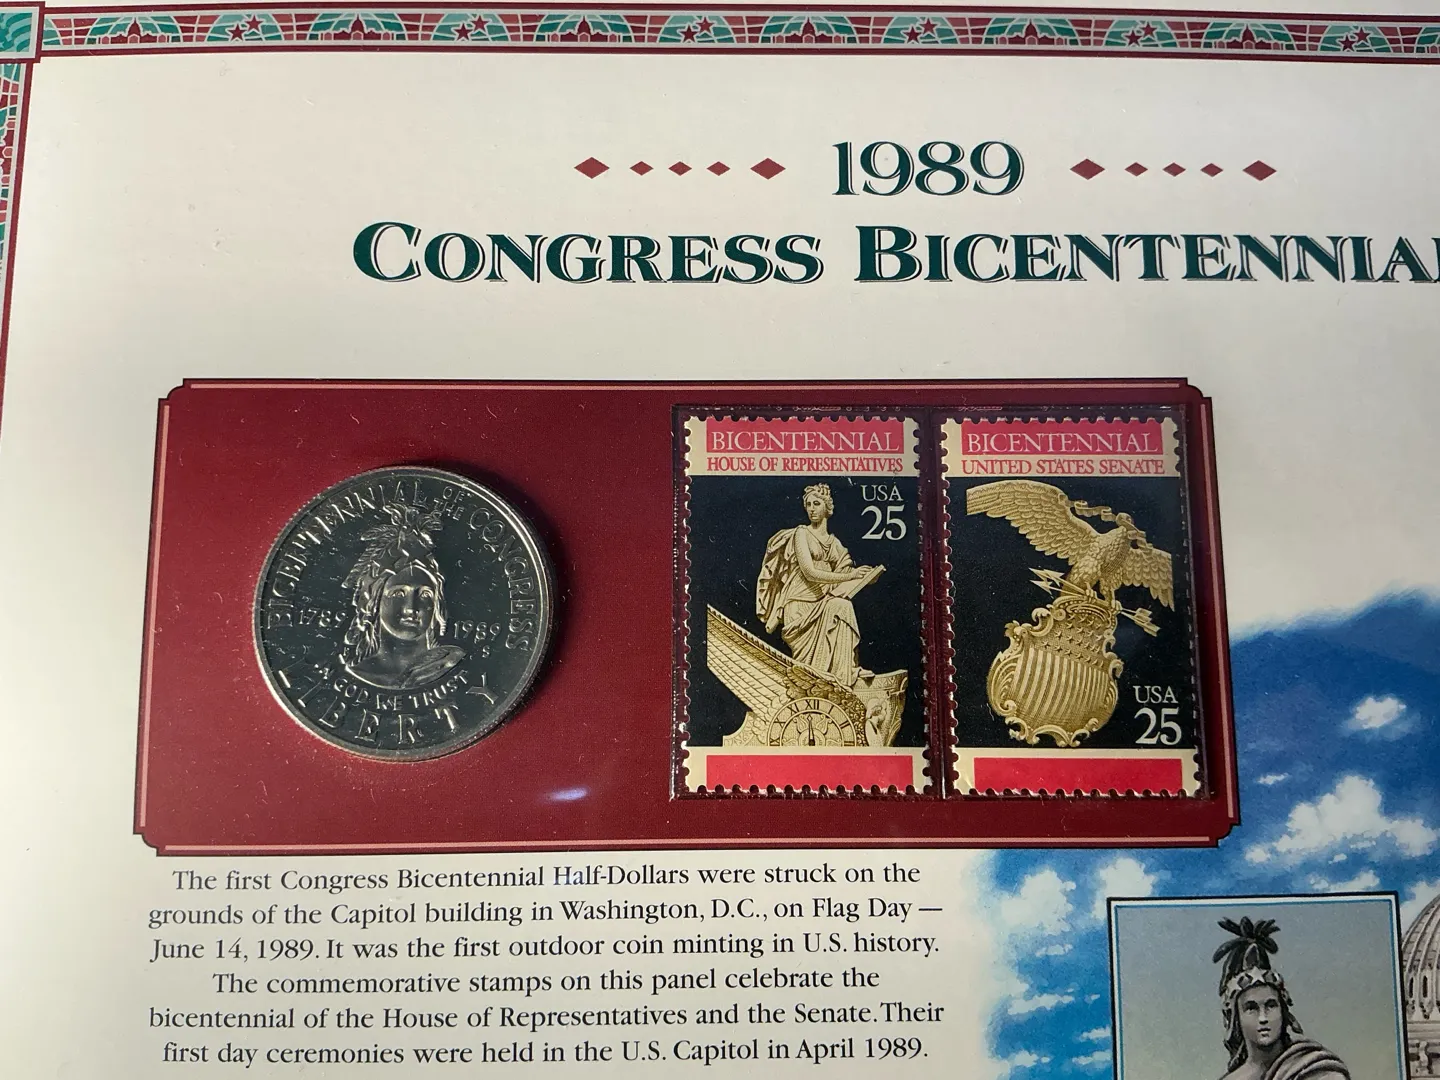 1989
CONGRESS BICENTENNIAL
BICENTENNIAL OF THE CONGRESS
1789
1989
S
IN GOD WE TRUST
LIBERTY
BICENTENNIAL
HOUSE OF REPRESENTATIVES
USA
25
XI XII I II
BICENTENNIAL
UNITED STATES SENATE
USA
25
The first Congress Bicentennial Half-Dollars were struck on the
grounds of the Capitol building in Washington, D.C., on Flag Day —
June 14, 1989. It was the first outdoor coin minting in U.S. history.
The commemorative stamps on this panel celebrate the
bicentennial of the House of Representatives and the Senate. Their
first day ceremonies were held in the U.S. Capitol in April 1989.